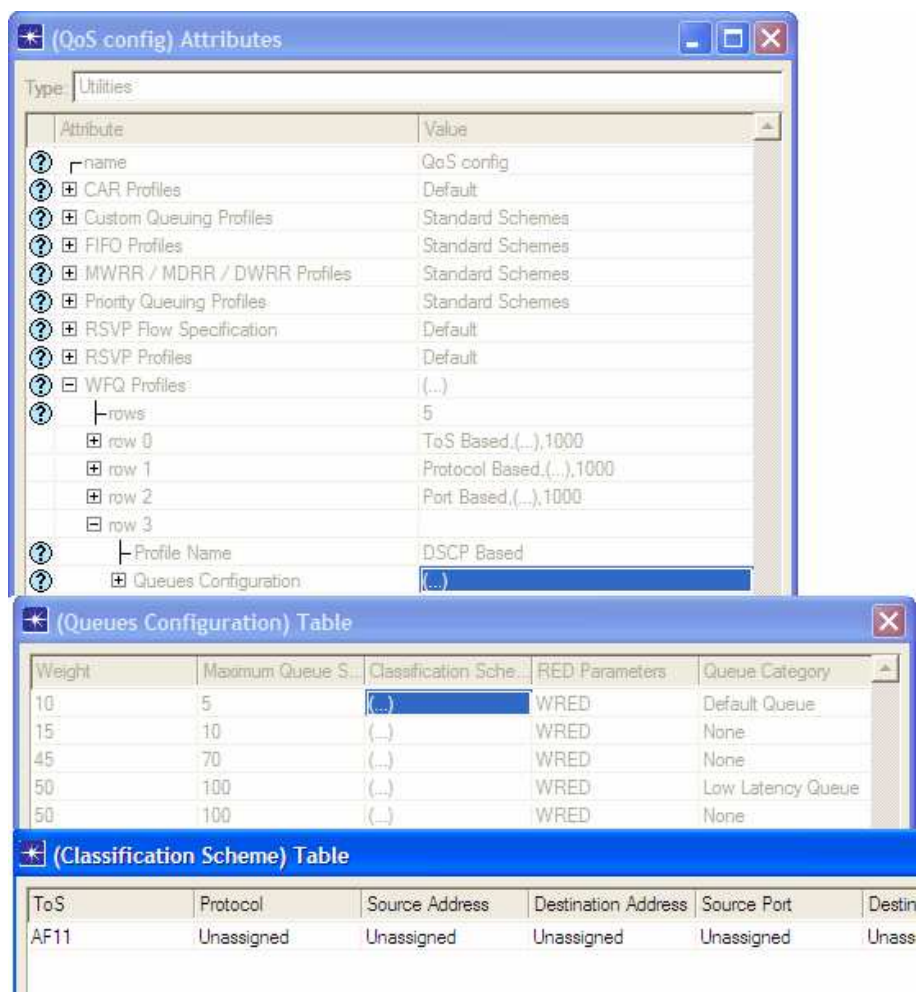 (QoS config) Attributes
Type: Utilities
Attribute Value
name QoS config
CAR Profiles Default
Custom Queuing Profiles Standard Schemes
FIFO Profiles Standard Schemes
MWRR / MDRR / DWRR Profiles Standard Schemes
Priority Queuing Profiles Standard Schemes
RSVP Flow Specification Default
RSVP Profiles Default
WFQ Profiles (...)
rows 5
row 0 ToS Based,(...),1000
row 1 Protocol Based,(...),1000
row 2 Port Based,(...),1000
row 3
Profile Name DSCP Based
Queues Configuration (...)
(Queues Configuration) Table
Weight Maximum Queue S... Classification Sche... RED Parameters Queue Category
10 5 (...) WRED Default Queue
15 10 (...) WRED None
45 70 (...) WRED None
50 100 (...) WRED Low Latency Queue
50 100 (...) WRED None
(Classification Scheme) Table
ToS Protocol Source Address Destination Address Source Port Destin
AF11 Unassigned Unassigned Unassigned Unassigned Unass